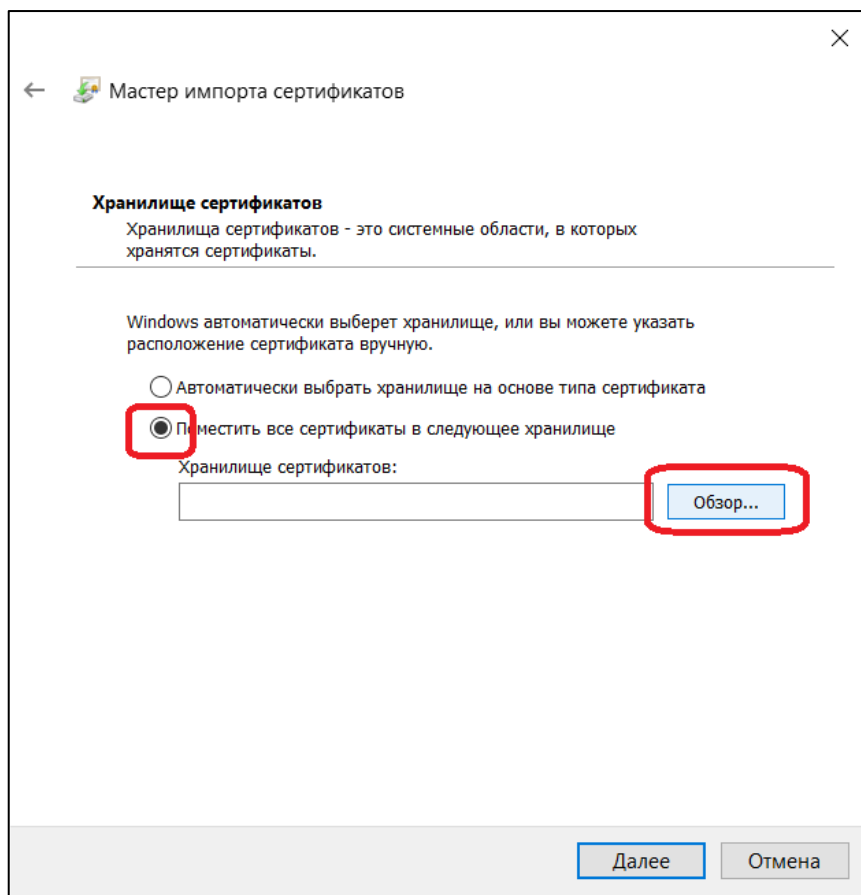 Мастер импорта сертификатов
Хранилище сертификатов
Хранилища сертификатов - это системные области, в которых
хранятся сертификаты.
Windows автоматически выберет хранилище, или вы можете указать
расположение сертификата вручную.
Автоматически выбрать хранилище на основе типа сертификата
Поместить все сертификаты в следующее хранилище
Хранилище сертификатов:
Обзор...
Далее
Отмена